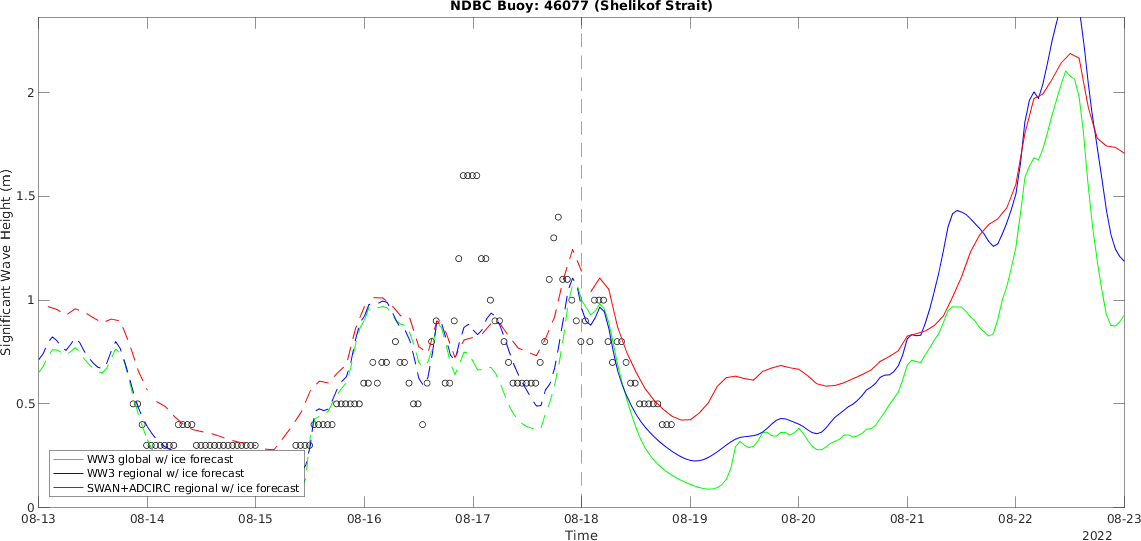 NDBC Buoy: 46077 (Shelikof Strait)
Significant Wave Height (m)
2
1.5
1
0.5
0
WW3 global w/ ice forecast
WW3 regional w/ ice forecast
SWAN+ADCIRC regional w/ ice forecast
08-13 08-14 08-15 08-16 08-17 08-18 08-19 08-20 08-21 08-22 08-23
Time
2022